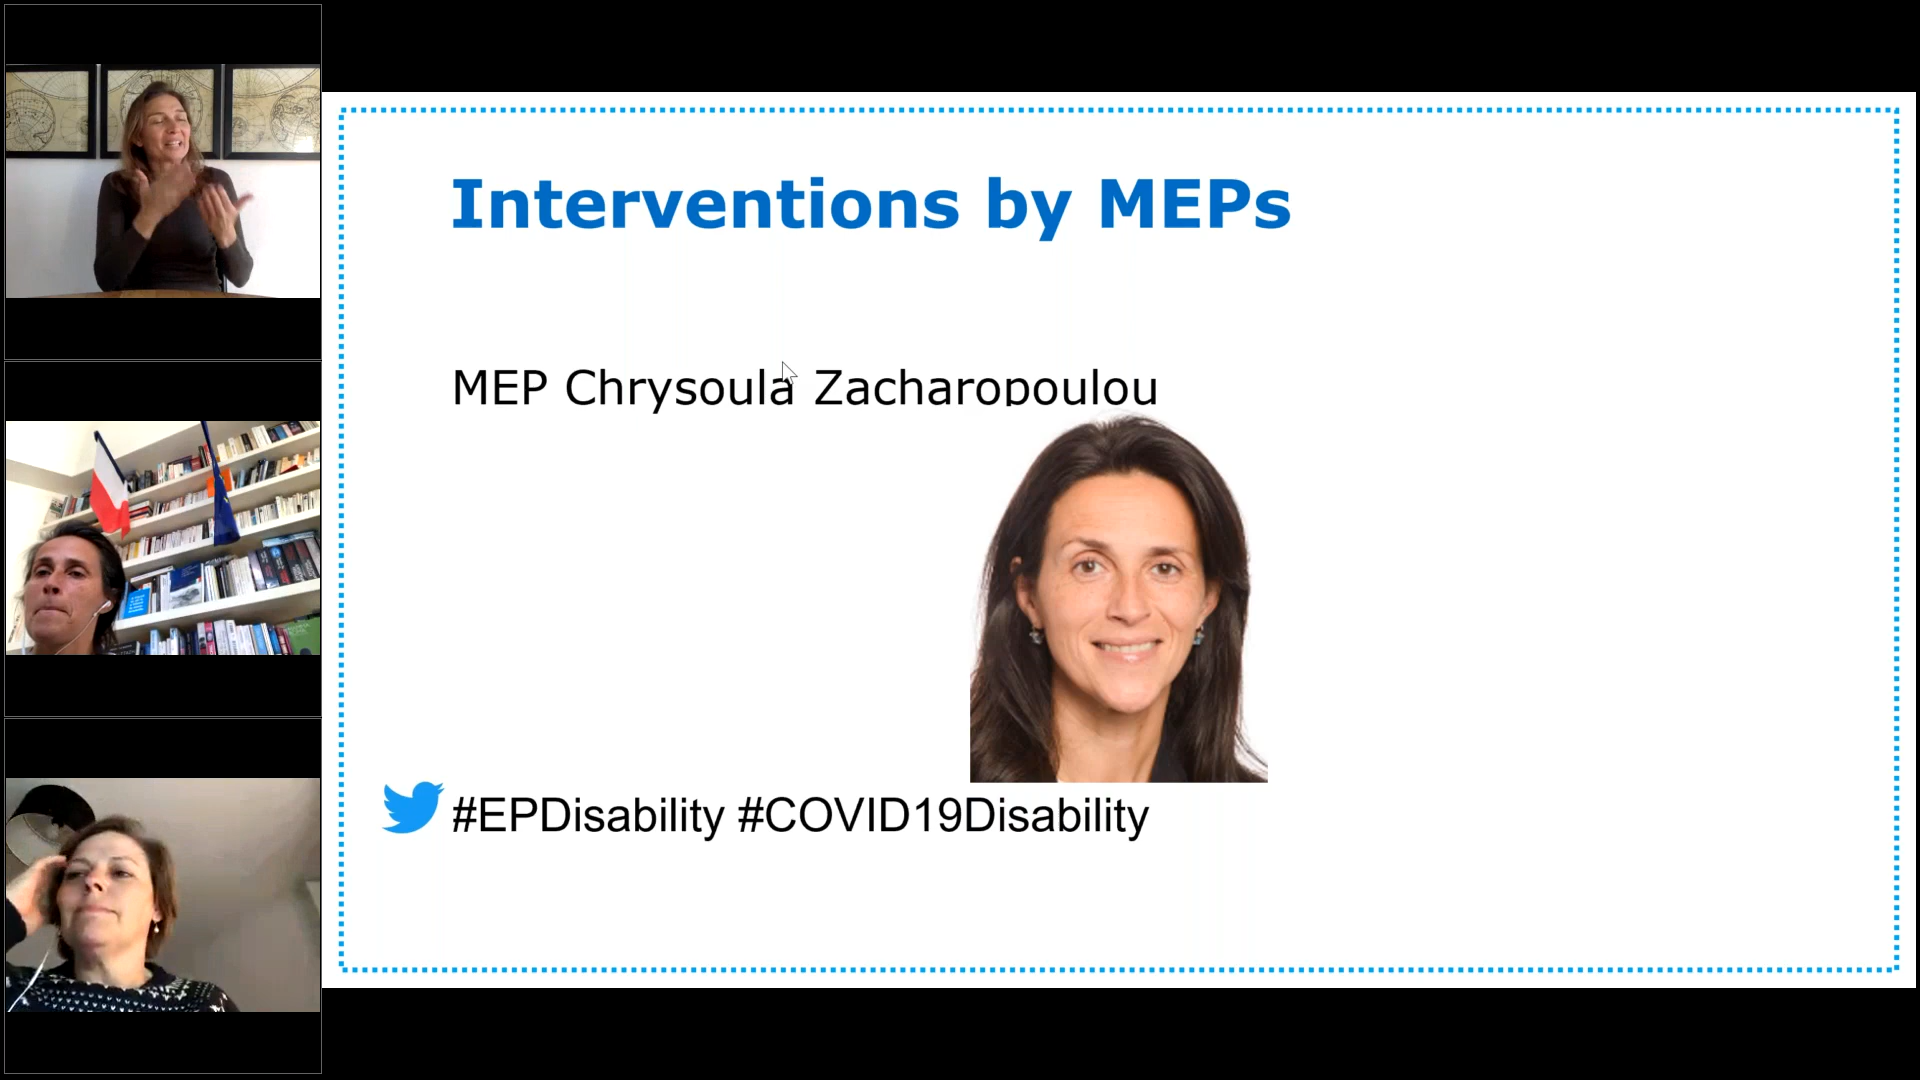 Interventions by MEPs
MEP Chrysoula Zacharopoulou
#EPDisability #COVID19Disability